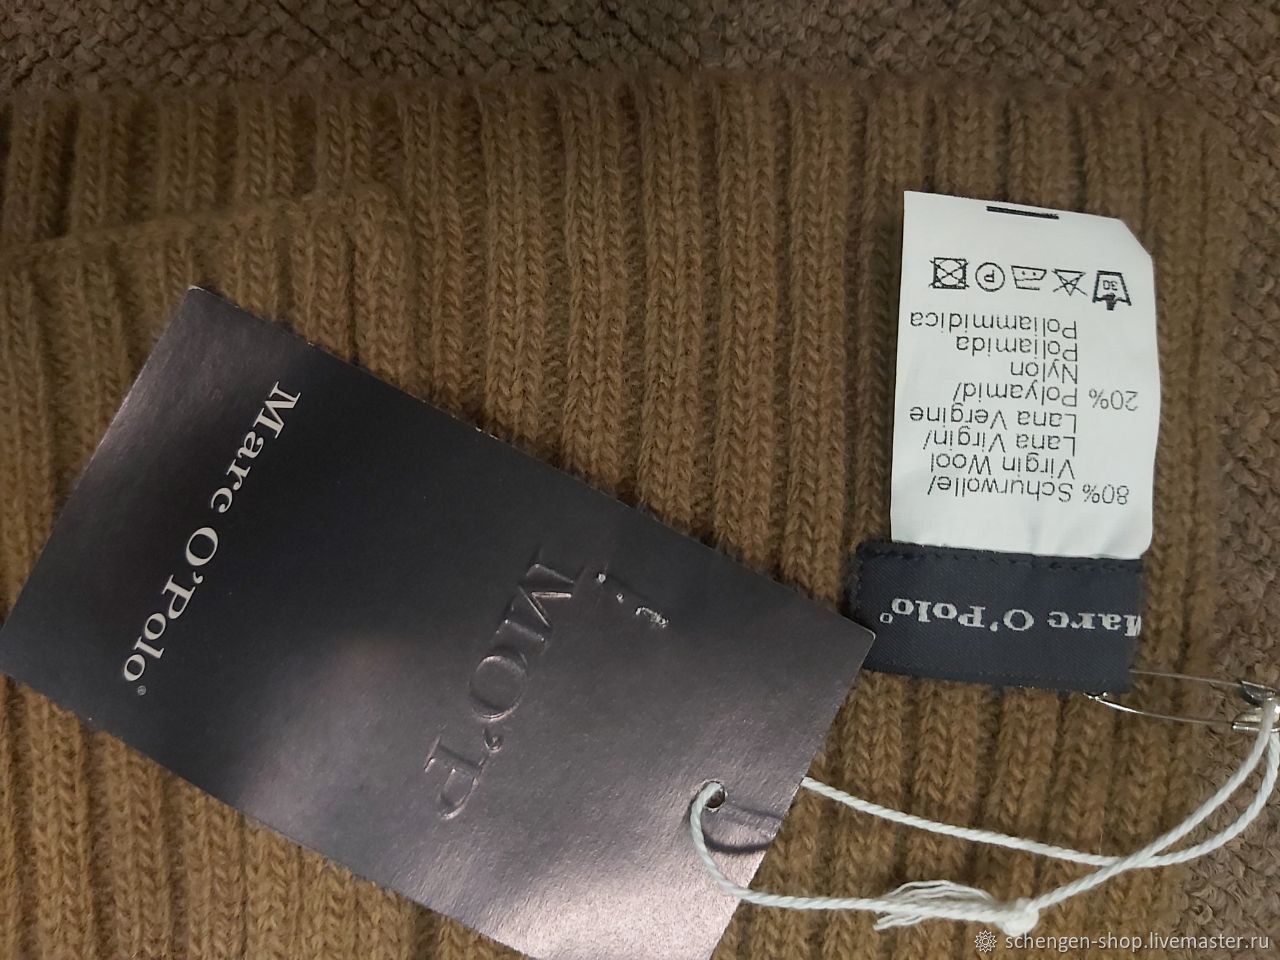 Marc O'Polo®
MO'P
Marc O'Polo®
80% Schurwolle/
Virgin Wool
Lana Virgin/
Lana Vergine
20% Polyamid/
Nylon
Poliamida
Poliammidica
30
P
schengen-shop.livemaster.ru